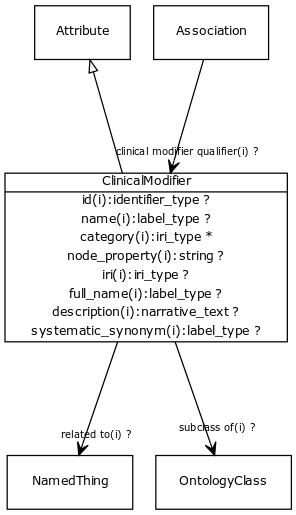 Attribute
Association
clinical modifier qualifier(i) ?
ClinicalModifier
id(i):identifier_type ?
name(i):label_type ?
category(i):iri_type *
node_property(i):string ?
iri(i):iri_type ?
full_name(i):label_type ?
description(i):narrative_text ?
systematic_synonym(i):label_type ?
related to(i) ?
subclass of(i) ?
NamedThing
OntologyClass